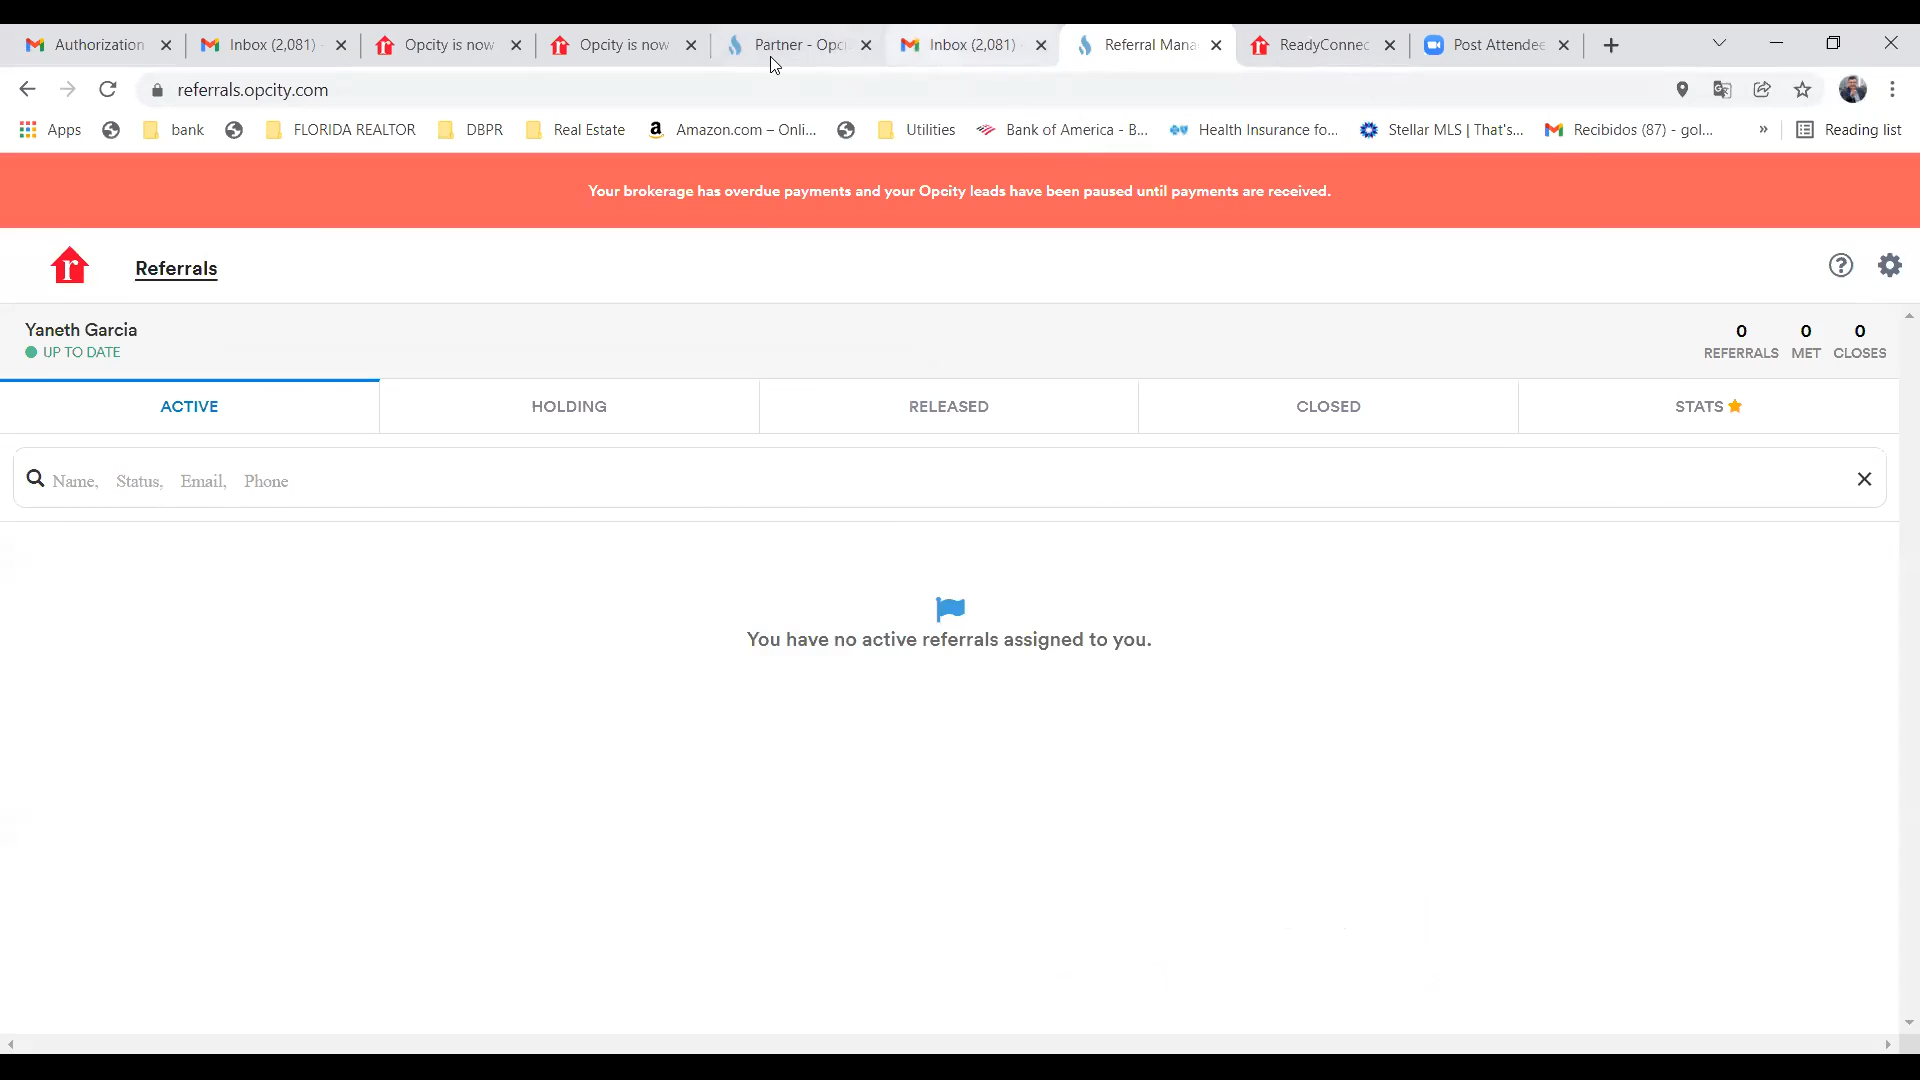 Authorization
Inbox (2,081)
Opcity is now
Opcity is now
Partner - Opci
Inbox (2,081)
Referral Mana
ReadyConnec
Post Attendee
referrals.opcity.com
Apps
bank
FLORIDA REALTOR
DBPR
Real Estate
Amazon.com – Onli...
Utilities
Bank of America - B...
Health Insurance fo...
Stellar MLS | That's...
Recibidos (87) - gol...
»
Reading list
Your brokerage has overdue payments and your Opcity leads have been paused until payments are received.
r
Referrals
Yaneth Garcia
UP TO DATE
0 REFERRALS
0 MET
0 CLOSES
ACTIVE
HOLDING
RELEASED
CLOSED
STATS
Name, Status, Email, Phone
You have no active referrals assigned to you.